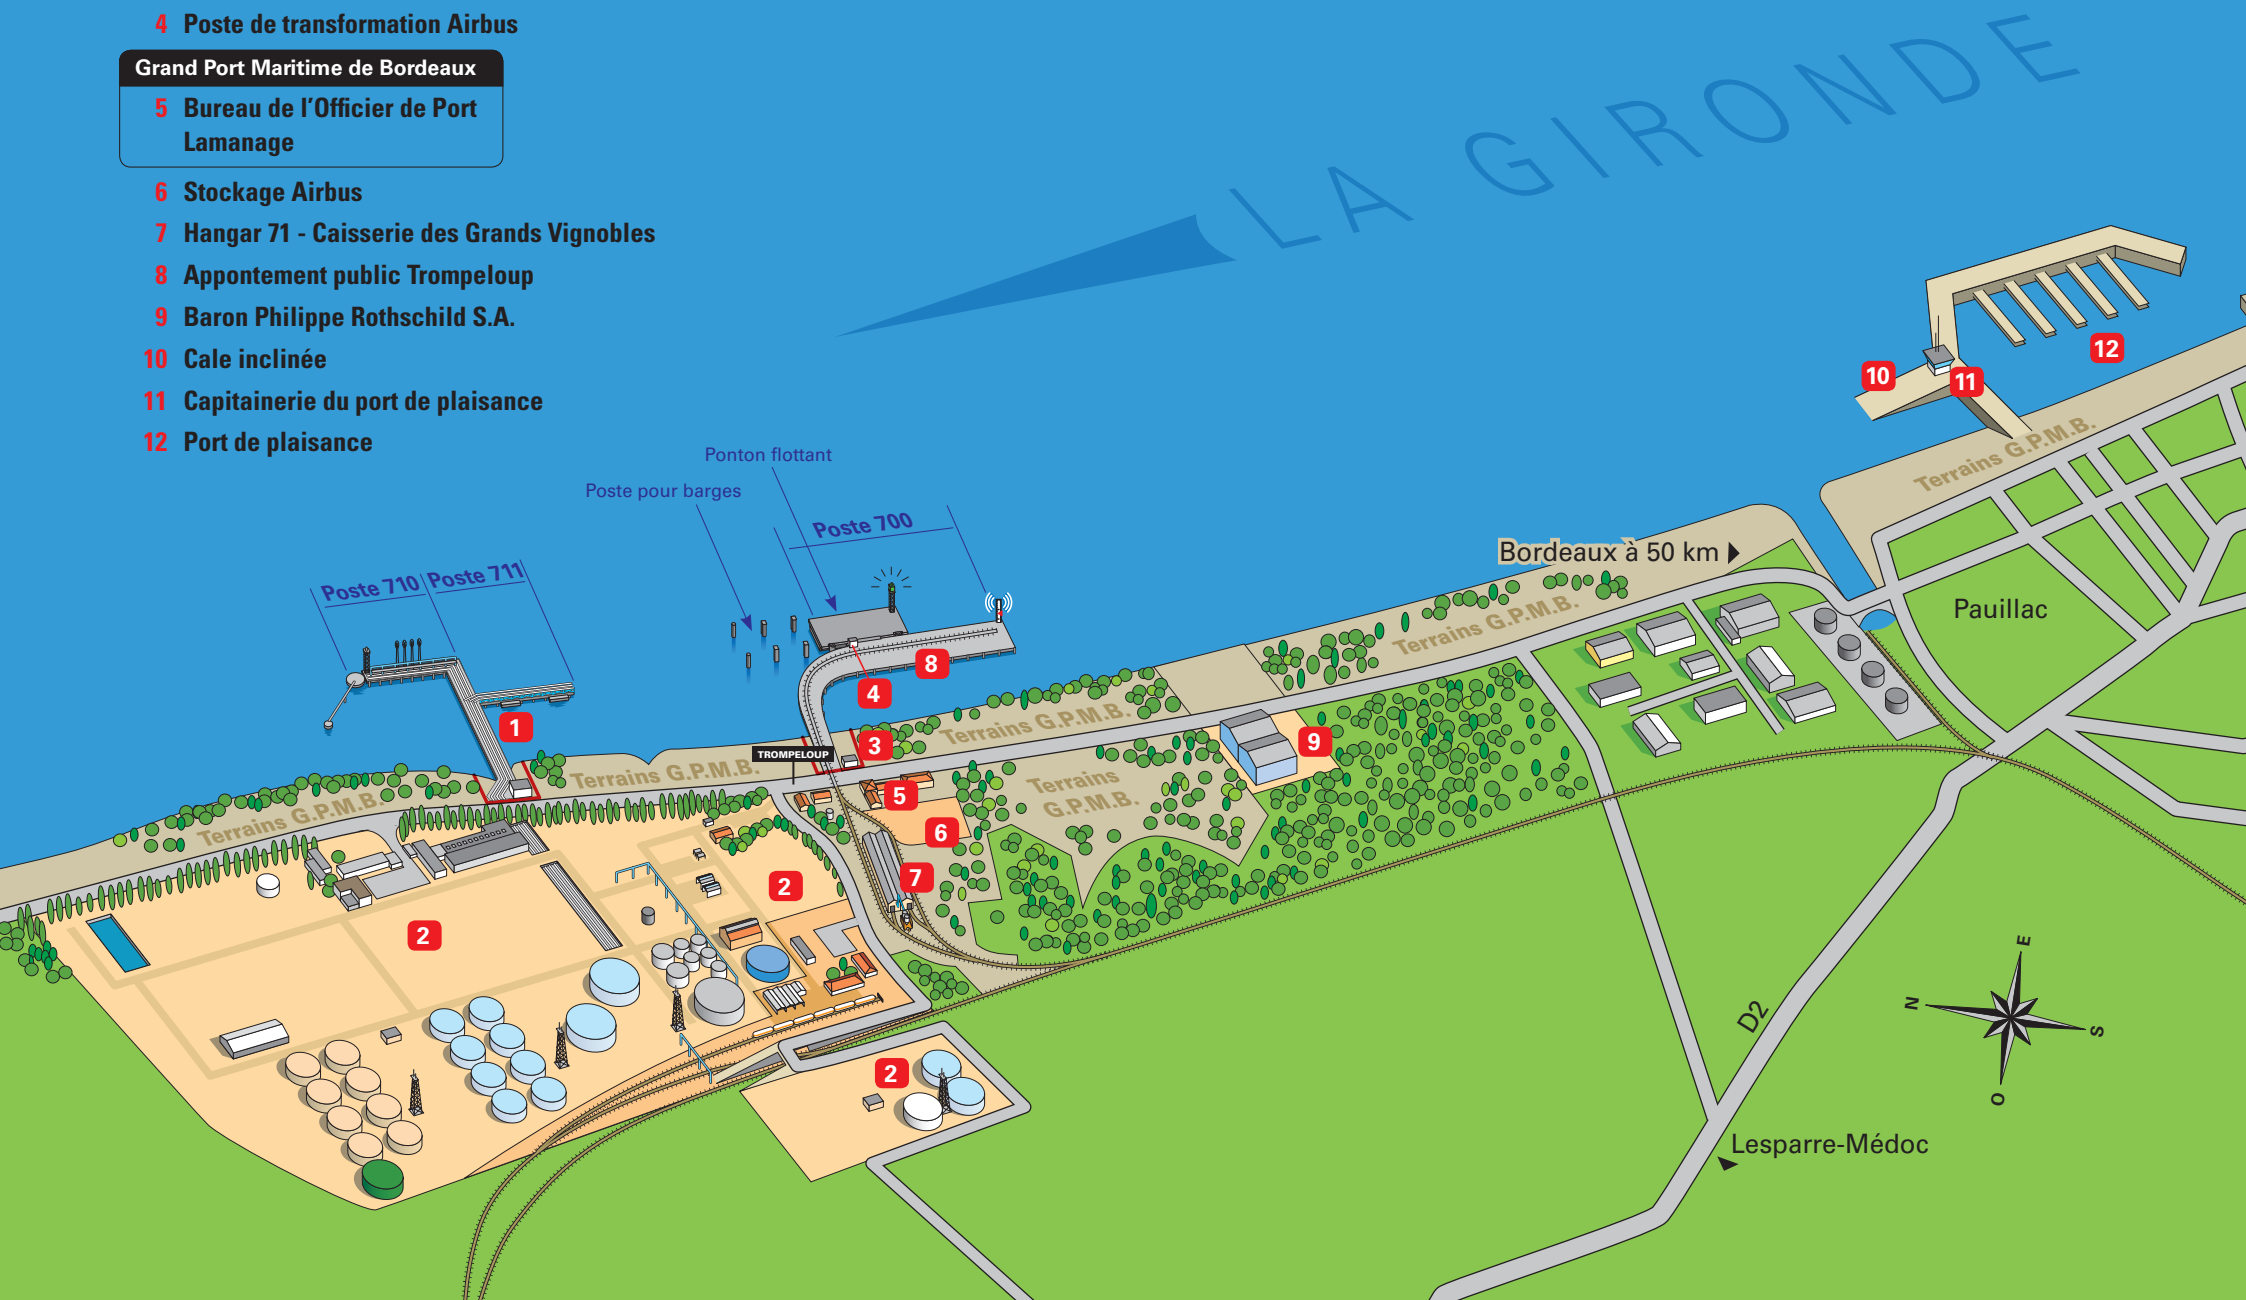 4 Poste de transformation Airbus
Grand Port Maritime de Bordeaux
5 Bureau de l'Officier de Port
Lamanage
6 Stockage Airbus
7 Hangar 71 - Caisserie des Grands Vignobles
8 Appontement public Trompeloup
9 Baron Philippe Rothschild S.A.
10 Cale inclinée
11 Capitainerie du port de plaisance
12 Port de plaisance
LA GIRONDE
Ponton flottant
Poste pour barges
Poste 700
Poste 710
Poste 711
10
11
12
Terrains G.P.M.B.
Bordeaux à 50 km
Pauillac
Terrains G.P.M.B.
8
4
1
3
TROMPELOUP
Terrains G.P.M.B.
Terrains G.P.M.B.
Terrains G.P.M.B.
Terrains
G.P.M.B.
9
5
6
7
2
2
2
D2
Lesparre-Médoc
N
E
S
O